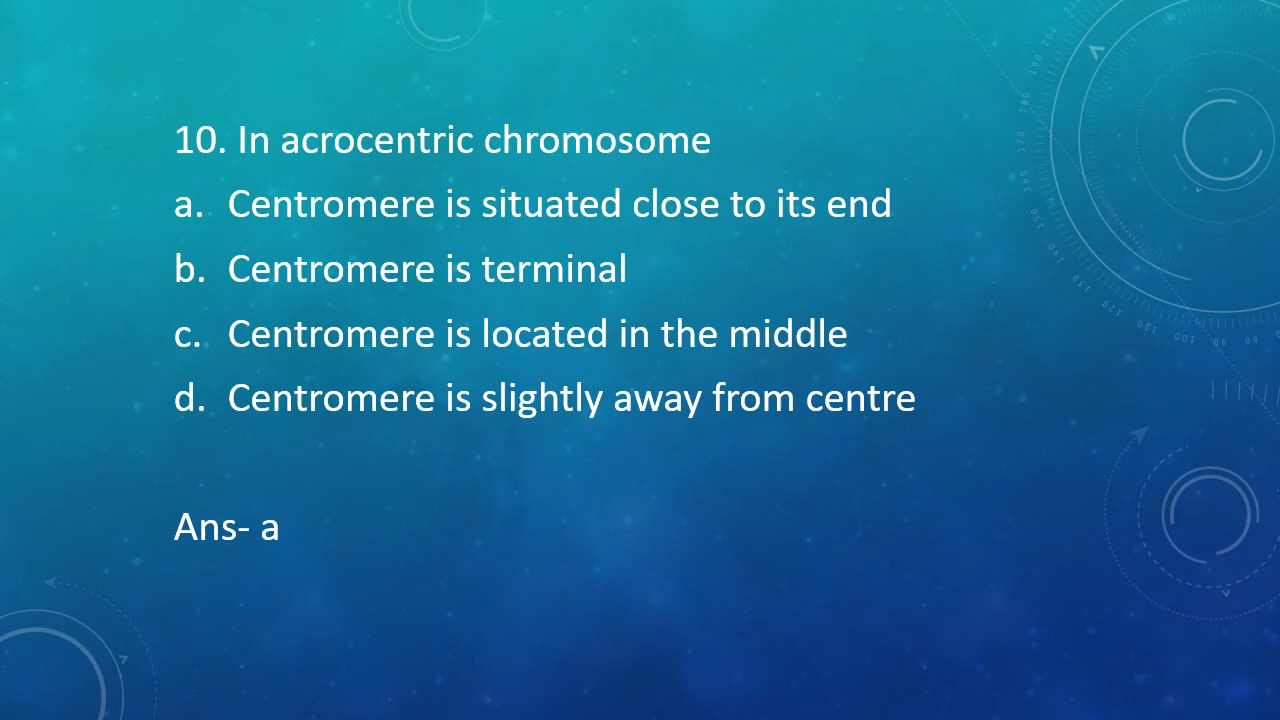 10. In acrocentric chromosome
a. Centromere is situated close to its end
b. Centromere is terminal
c. Centromere is located in the middle
d. Centromere is slightly away from centre
Ans- a